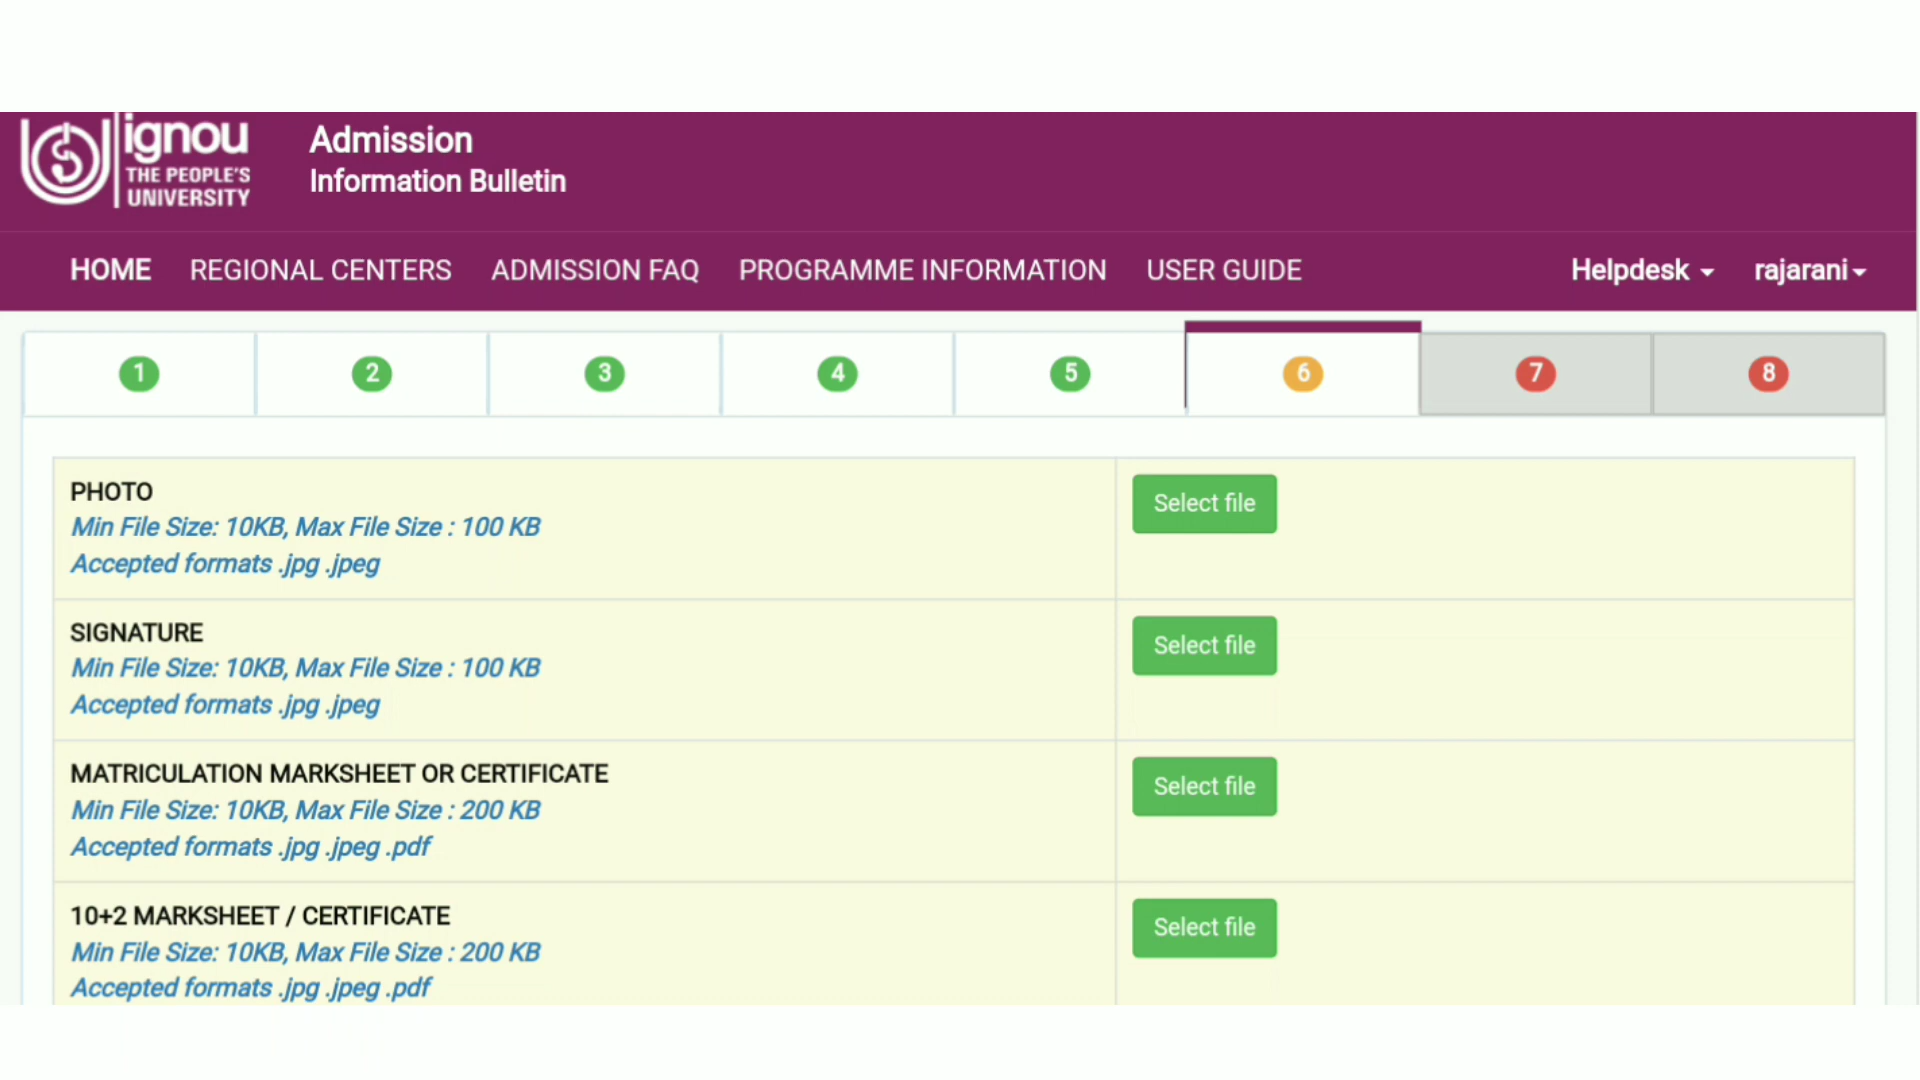 ignou
THE PEOPLE'S
UNIVERSITY
Admission
Information Bulletin
HOME REGIONAL CENTERS ADMISSION FAQ PROGRAMME INFORMATION USER GUIDE Helpdesk rajarani
1 2 3 4 5 6 7 8
PHOTO
Min File Size: 10KB, Max File Size : 100 KB
Accepted formats .jpg .jpeg
Select file
SIGNATURE
Min File Size: 10KB, Max File Size : 100 KB
Accepted formats .jpg .jpeg
Select file
MATRICULATION MARKSHEET OR CERTIFICATE
Min File Size: 10KB, Max File Size : 200 KB
Accepted formats .jpg .jpeg .pdf
Select file
10+2 MARKSHEET / CERTIFICATE
Min File Size: 10KB, Max File Size : 200 KB
Accepted formats .jpg .jpeg .pdf
Select file